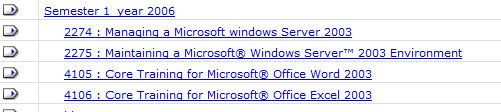 Semester 1 year 2006
2274 : Managing a Microsoft windows Server 2003
2275 : Maintaining a Microsoft® Windows Server™ 2003 Environment
4105 : Core Training for Microsoft® Office Word 2003
4106 : Core Training for Microsoft® Office Excel 2003